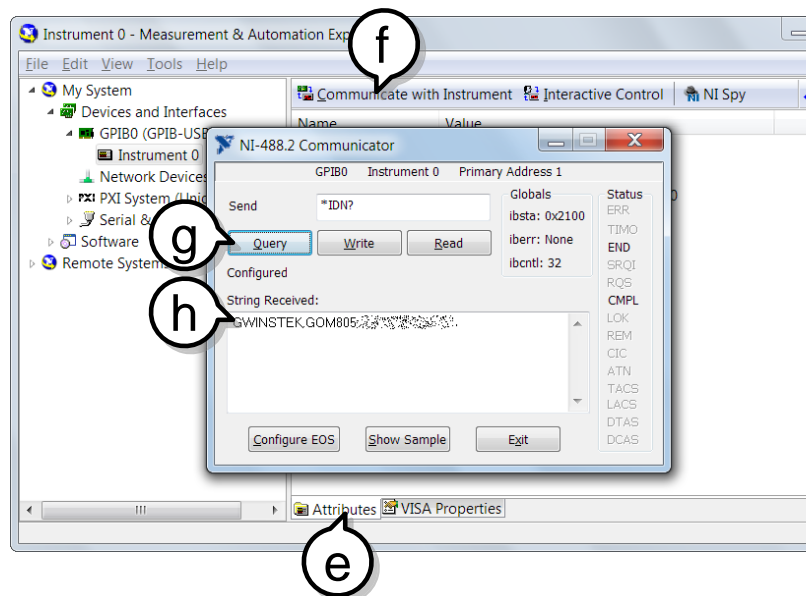 Instrument 0 - Measurement & Automation Exp
f
File Edit View Tools Help
My System
Devices and Interfaces
GPIB0 (GPIB-USB
Instrument 0
Network Devices
PXI PXI System
Serial &
Software
Remote Systems
Communicate with Instrument
Interactive Control
NI Spy
Name Value
NI-488.2 Communicator
GPIB0 Instrument 0 Primary Address 1
Send
*IDN?
g
Query
Write
Read
Configured
String Received:
h
GWINSTEK,GOM805
Globals
ibsta: 0x2100
iberr: None
ibcntl: 32
Status
ERR
TIMO
END
SRQI
RQS
CMPL
LOK
REM
CIC
ATN
TACS
LACS
DTAS
DCAS
0
Configure EOS
Show Sample
Exit
Attributes
VISA Properties
e